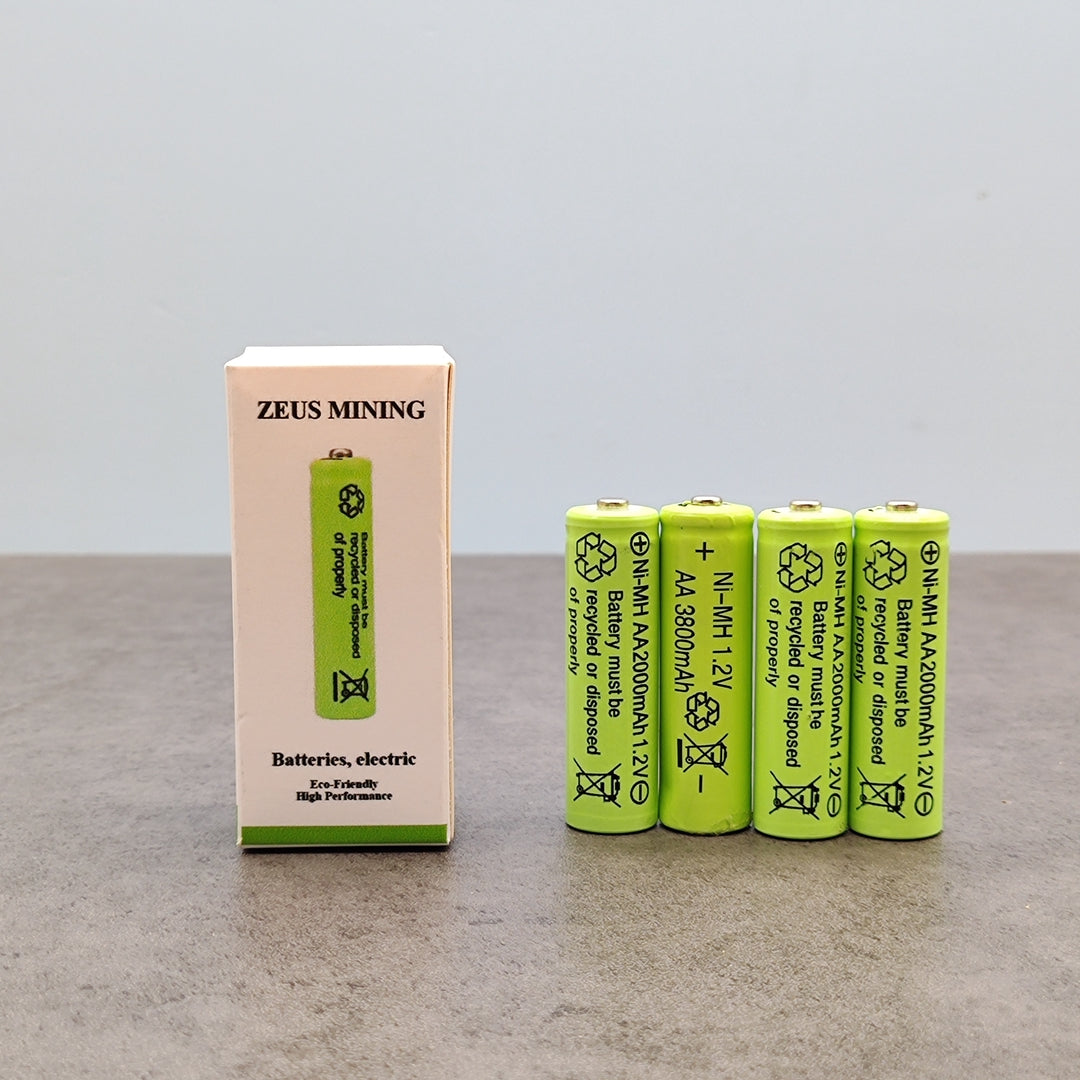 ZEUS MINING
Battery must be
recycled or disposed
of properly
Batteries, electric
Eco-Friendly
High Performance
Ni-MH AA2000mAh 1.2V
Battery must be
recycled or disposed
of properly
+
Ni-MH 1.2V
AA 3800mAh
-
Ni-MH AA2000mAh 1.2V
Battery must be
recycled or disposed
of properly
Ni-MH AA2000mAh 1.2V
Battery must be
recycled or disposed
of properly